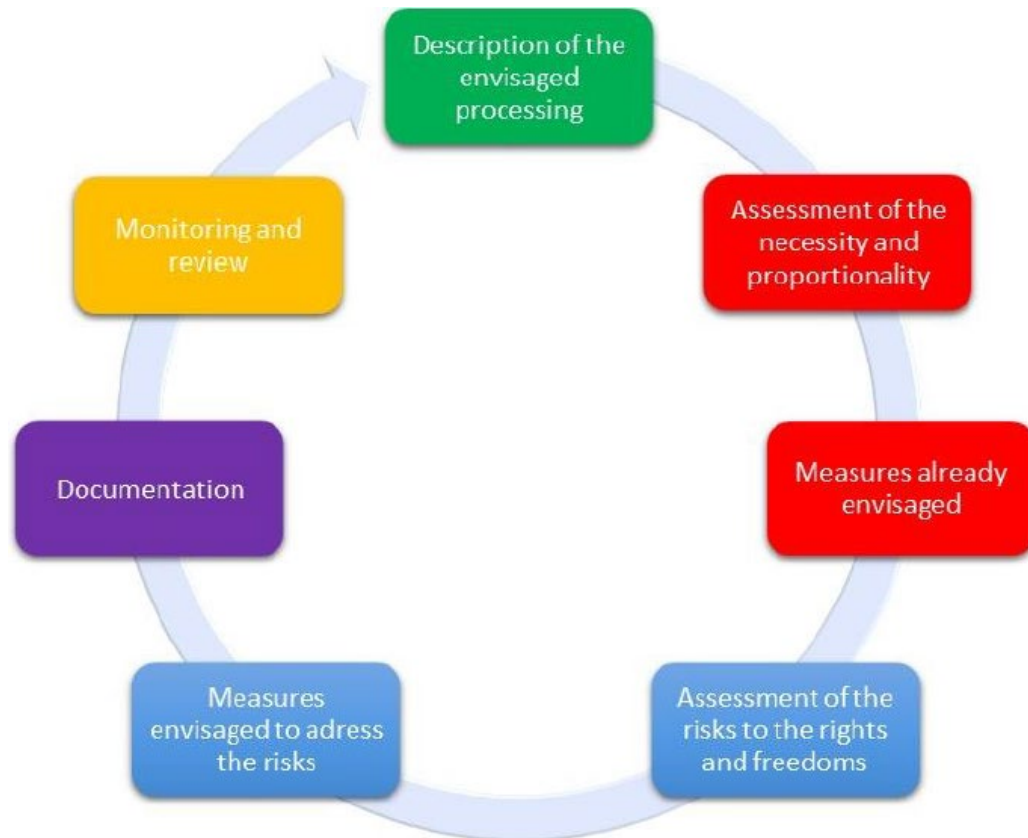 Description of the
envisaged
processing
Assessment of the
necessity and
proportionality
Measures already
envisaged
Assessment of the
risks to the rights
and freedoms
Measures
envisaged to adress
the risks
Documentation
Monitoring and
review